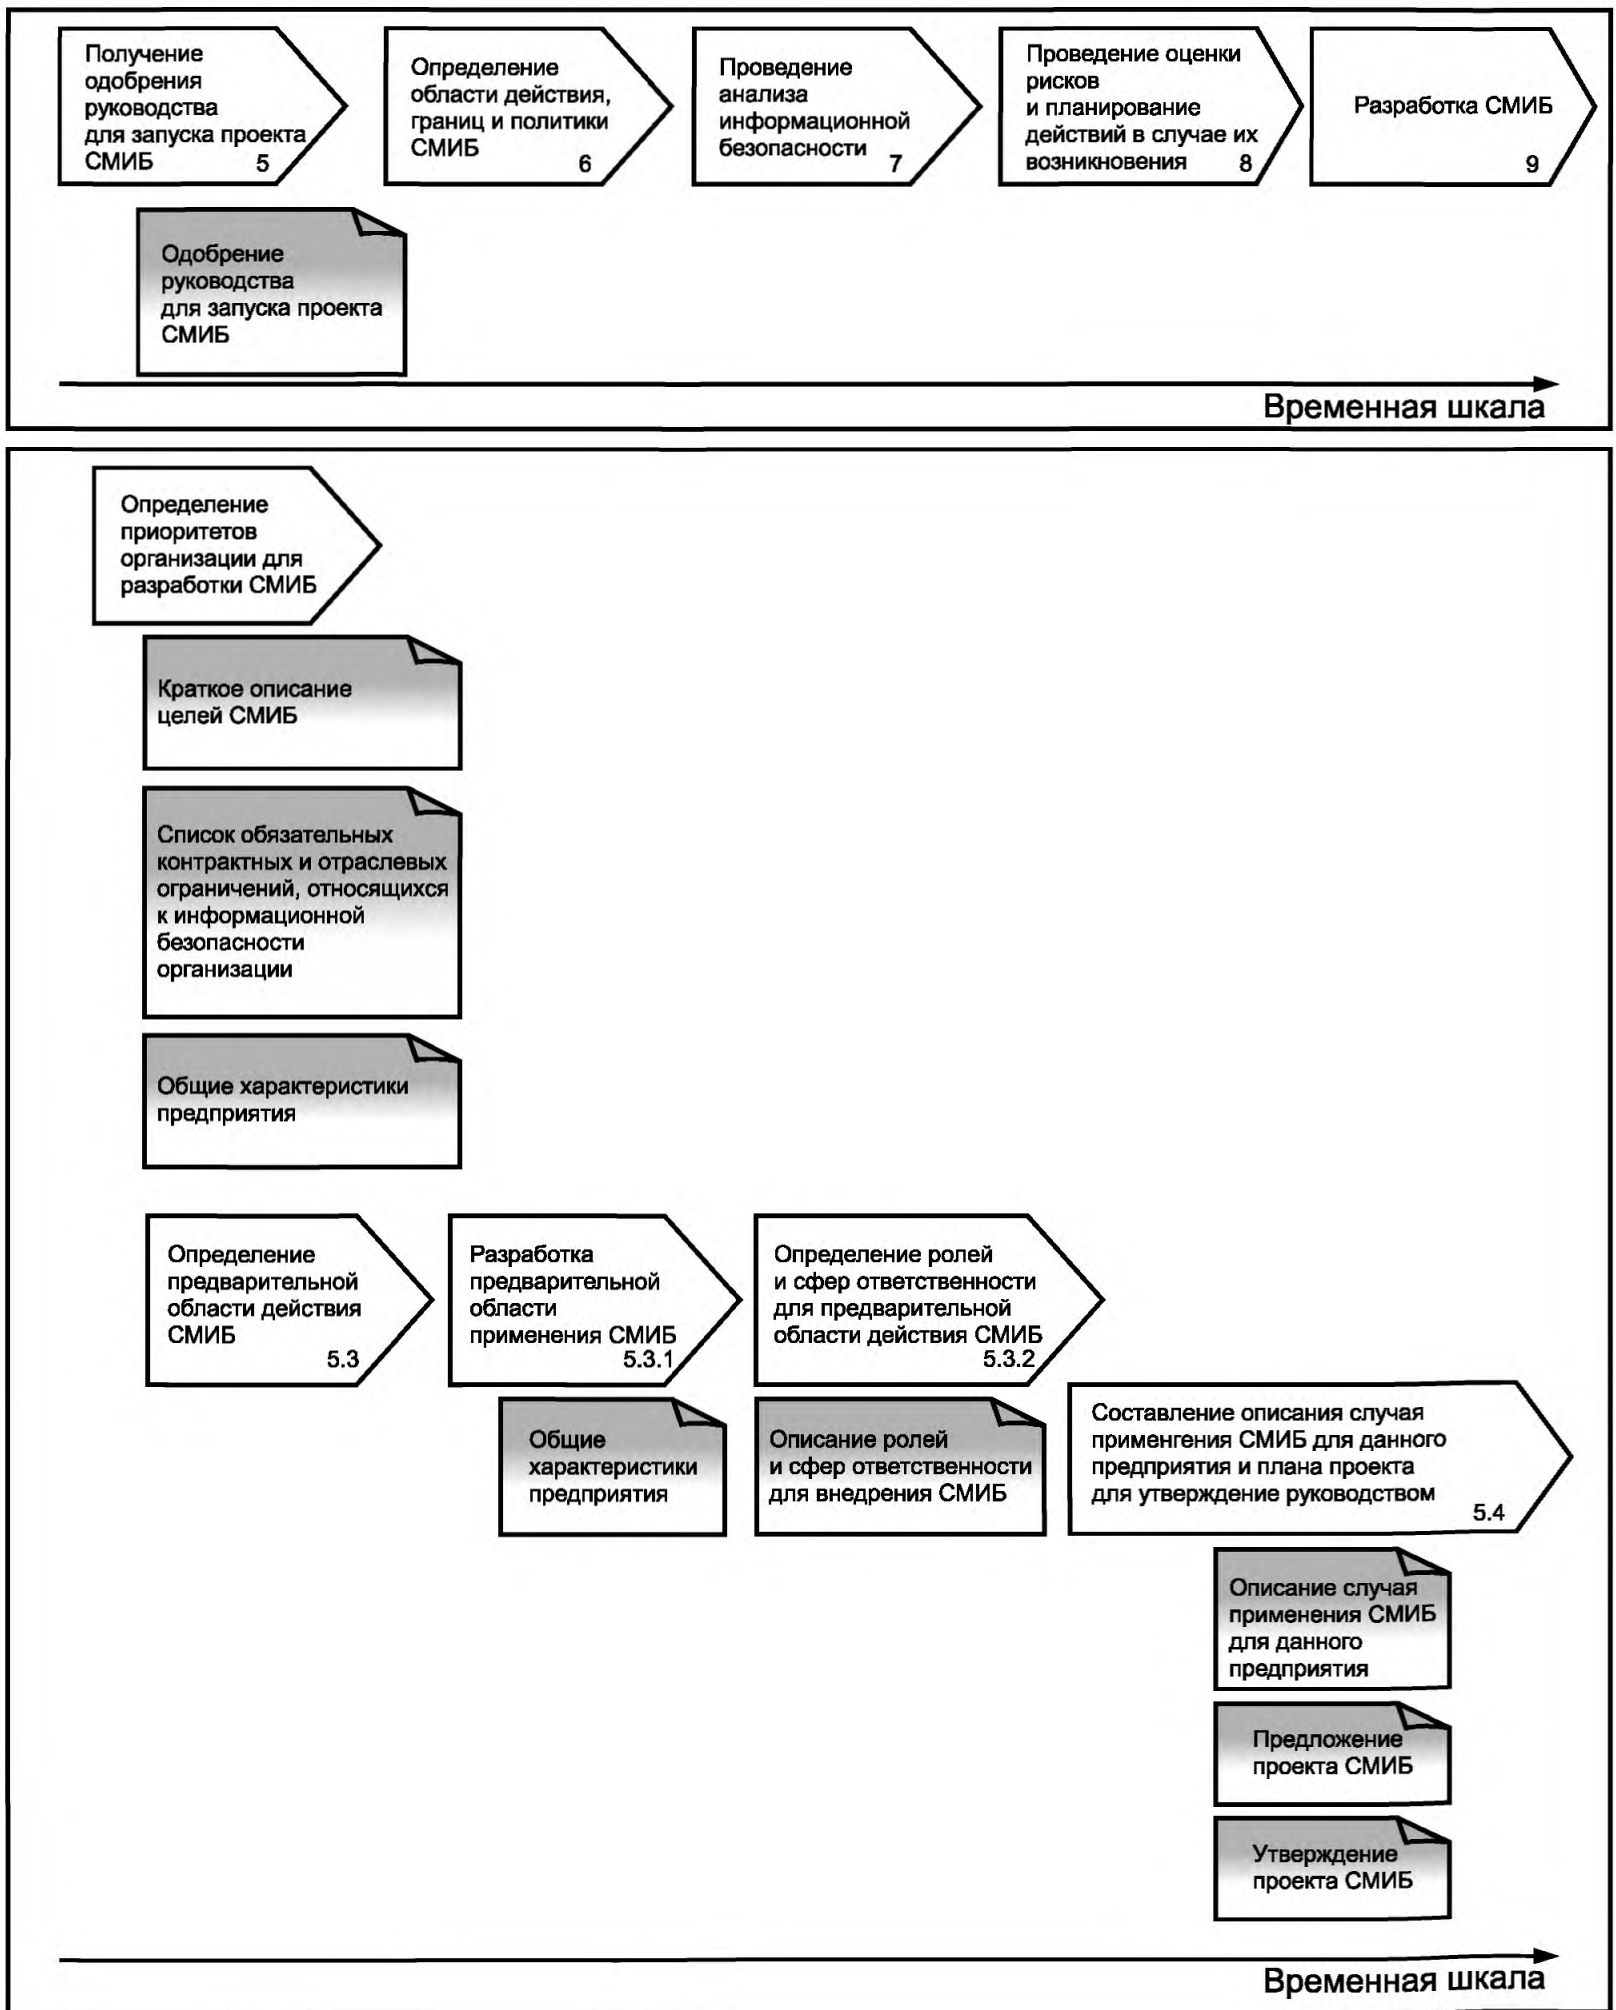 Получение
одобрения
руководства
для запуска проекта
СМИБ
5
Определение
области действия,
границ и политики
СМИБ
6
Проведение
анализа
информационной
безопасности
7
Проведение оценки
рисков
и планирование
действий в случае их
возникновения
8
Разработка СМИБ
9
Одобрение
руководства
для запуска проекта
СМИБ
Временная шкала
Определение
приоритетов
организации для
разработки СМИБ
Краткое описание
целей СМИБ
Список обязательных
контрактных и отраслевых
ограничений, относящихся
к информационной
безопасности
организации
Общие характеристики
предприятия
Определение
предварительной
области действия
СМИБ
5.3
Разработка
предварительной
области
применения СМИБ
5.3.1
Определение ролей
и сфер ответственности
для предварительной
области действия СМИБ
5.3.2
Общие
характеристики
предприятия
Описание ролей
и сфер ответственности
для внедрения СМИБ
Составление описания случая
применгения СМИБ для данного
предприятия и плана проекта
для утверждение руководством
5.4
Описание случая
применения СМИБ
для данного
предприятия
Предложение
проекта СМИБ
Утверждение
проекта СМИБ
Временная шкала